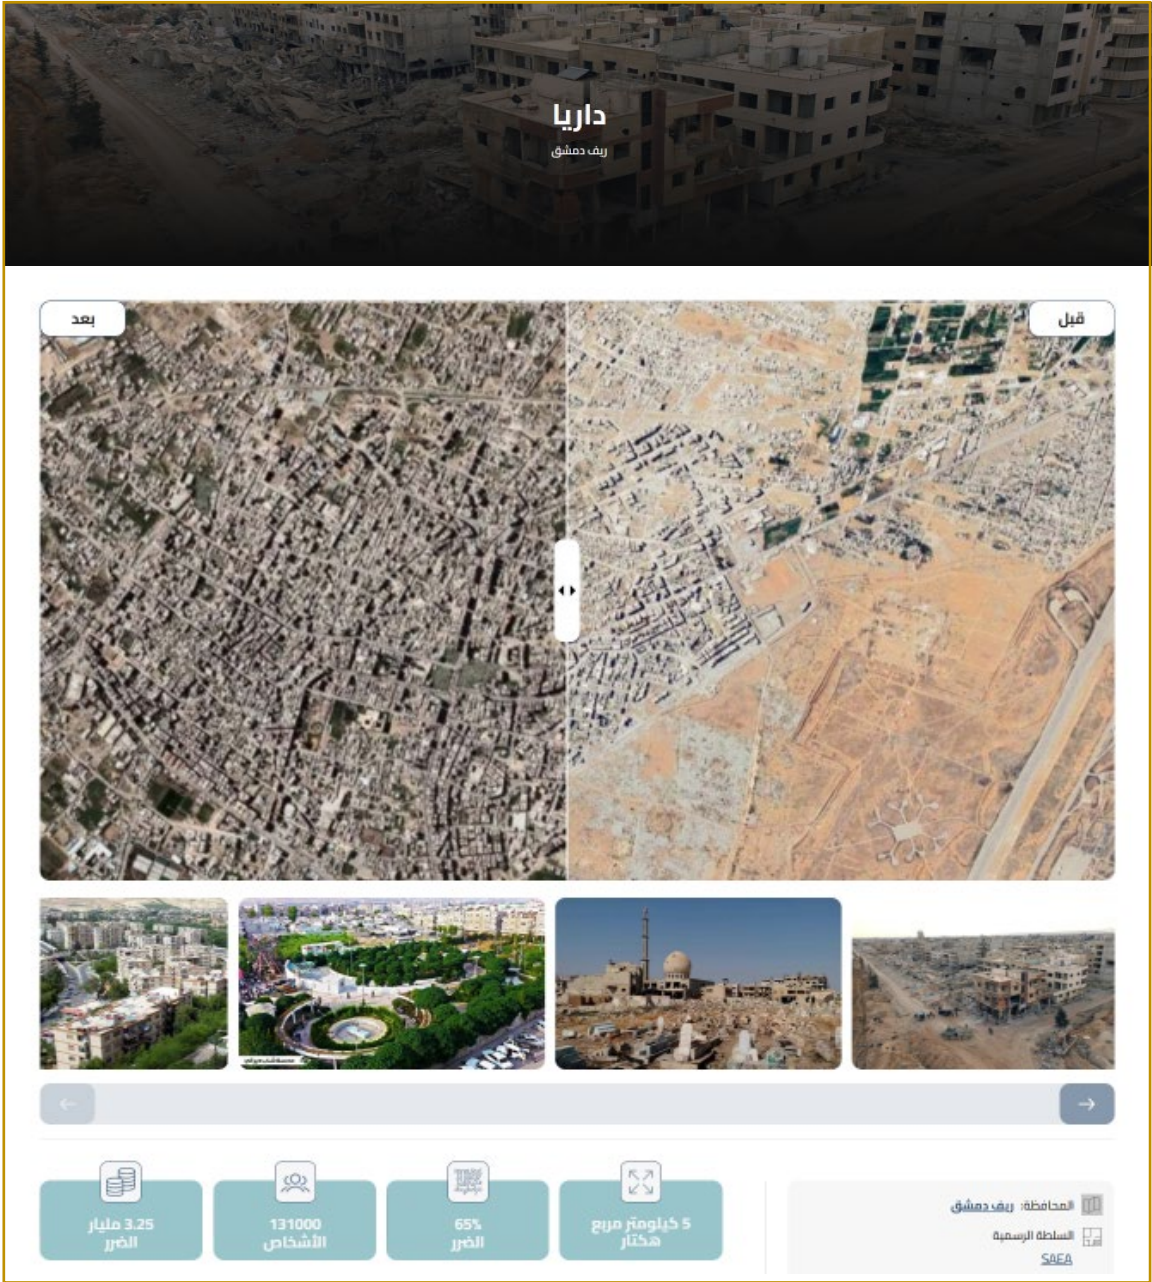 داريا
ريف دمشق
قبل
بعد
5 كيلومتر مربع
هكتار
65%
الضرر
131000
الأشخاص
3.25 مليار
الضرر
المحافظة: ريف دمشق
السلطة الرسمية
SAEA